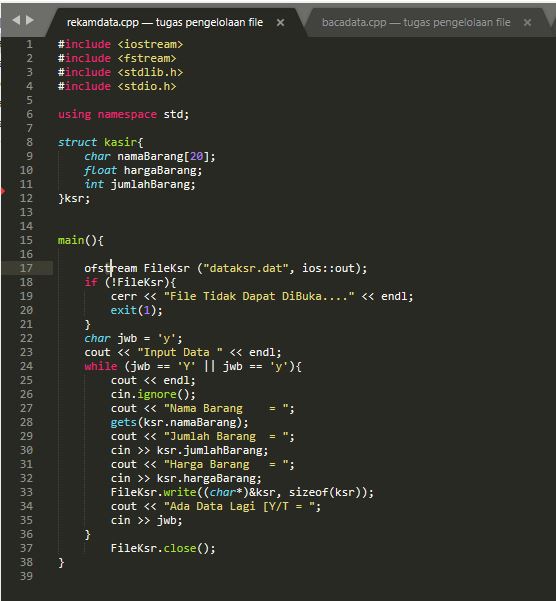 rekamdata.cpp — tugas pengelolaan file × bacadata.cpp — tugas pengelolaan file ×
1 #include <iostream>
2 #include <fstream>
3 #include <stdlib.h>
4 #include <stdio.h>
5
6 using namespace std;
7
8 struct kasir{
9 char namaBarang[20];
10 float hargaBarang;
11 int jumlahBarang;
12 }ksr;
13
14
15 main(){
16
17 ofstream FileKsr ("dataksr.dat", ios::out);
18 if (!FileKsr){
19 cerr << "File Tidak Dapat DiBuka...." << endl;
20 exit(1);
21 }
22 char jwb = 'y';
23 cout << "Input Data " << endl;
24 while (jwb == 'Y' || jwb == 'y'){
25 cout << endl;
26 cin.ignore();
27 cout << "Nama Barang    = ";
28 gets(ksr.namaBarang);
29 cout << "Jumlah Barang  = ";
30 cin >> ksr.jumlahBarang;
31 cout << "Harga Barang   = ";
32 cin >> ksr.hargaBarang;
33 FileKsr.write((char*)&ksr, sizeof(ksr));
34 cout << "Ada Data Lagi [Y/T = ";
35 cin >> jwb;
36 }
37 FileKsr.close();
38 }
39